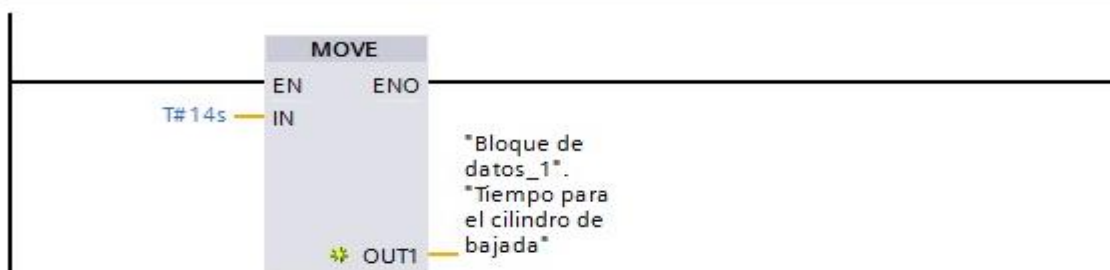 MOVE
EN ENO
T#14s IN
"Bloque de
datos_1".
"Tiempo para
el cilindro de
bajada"
OUT1